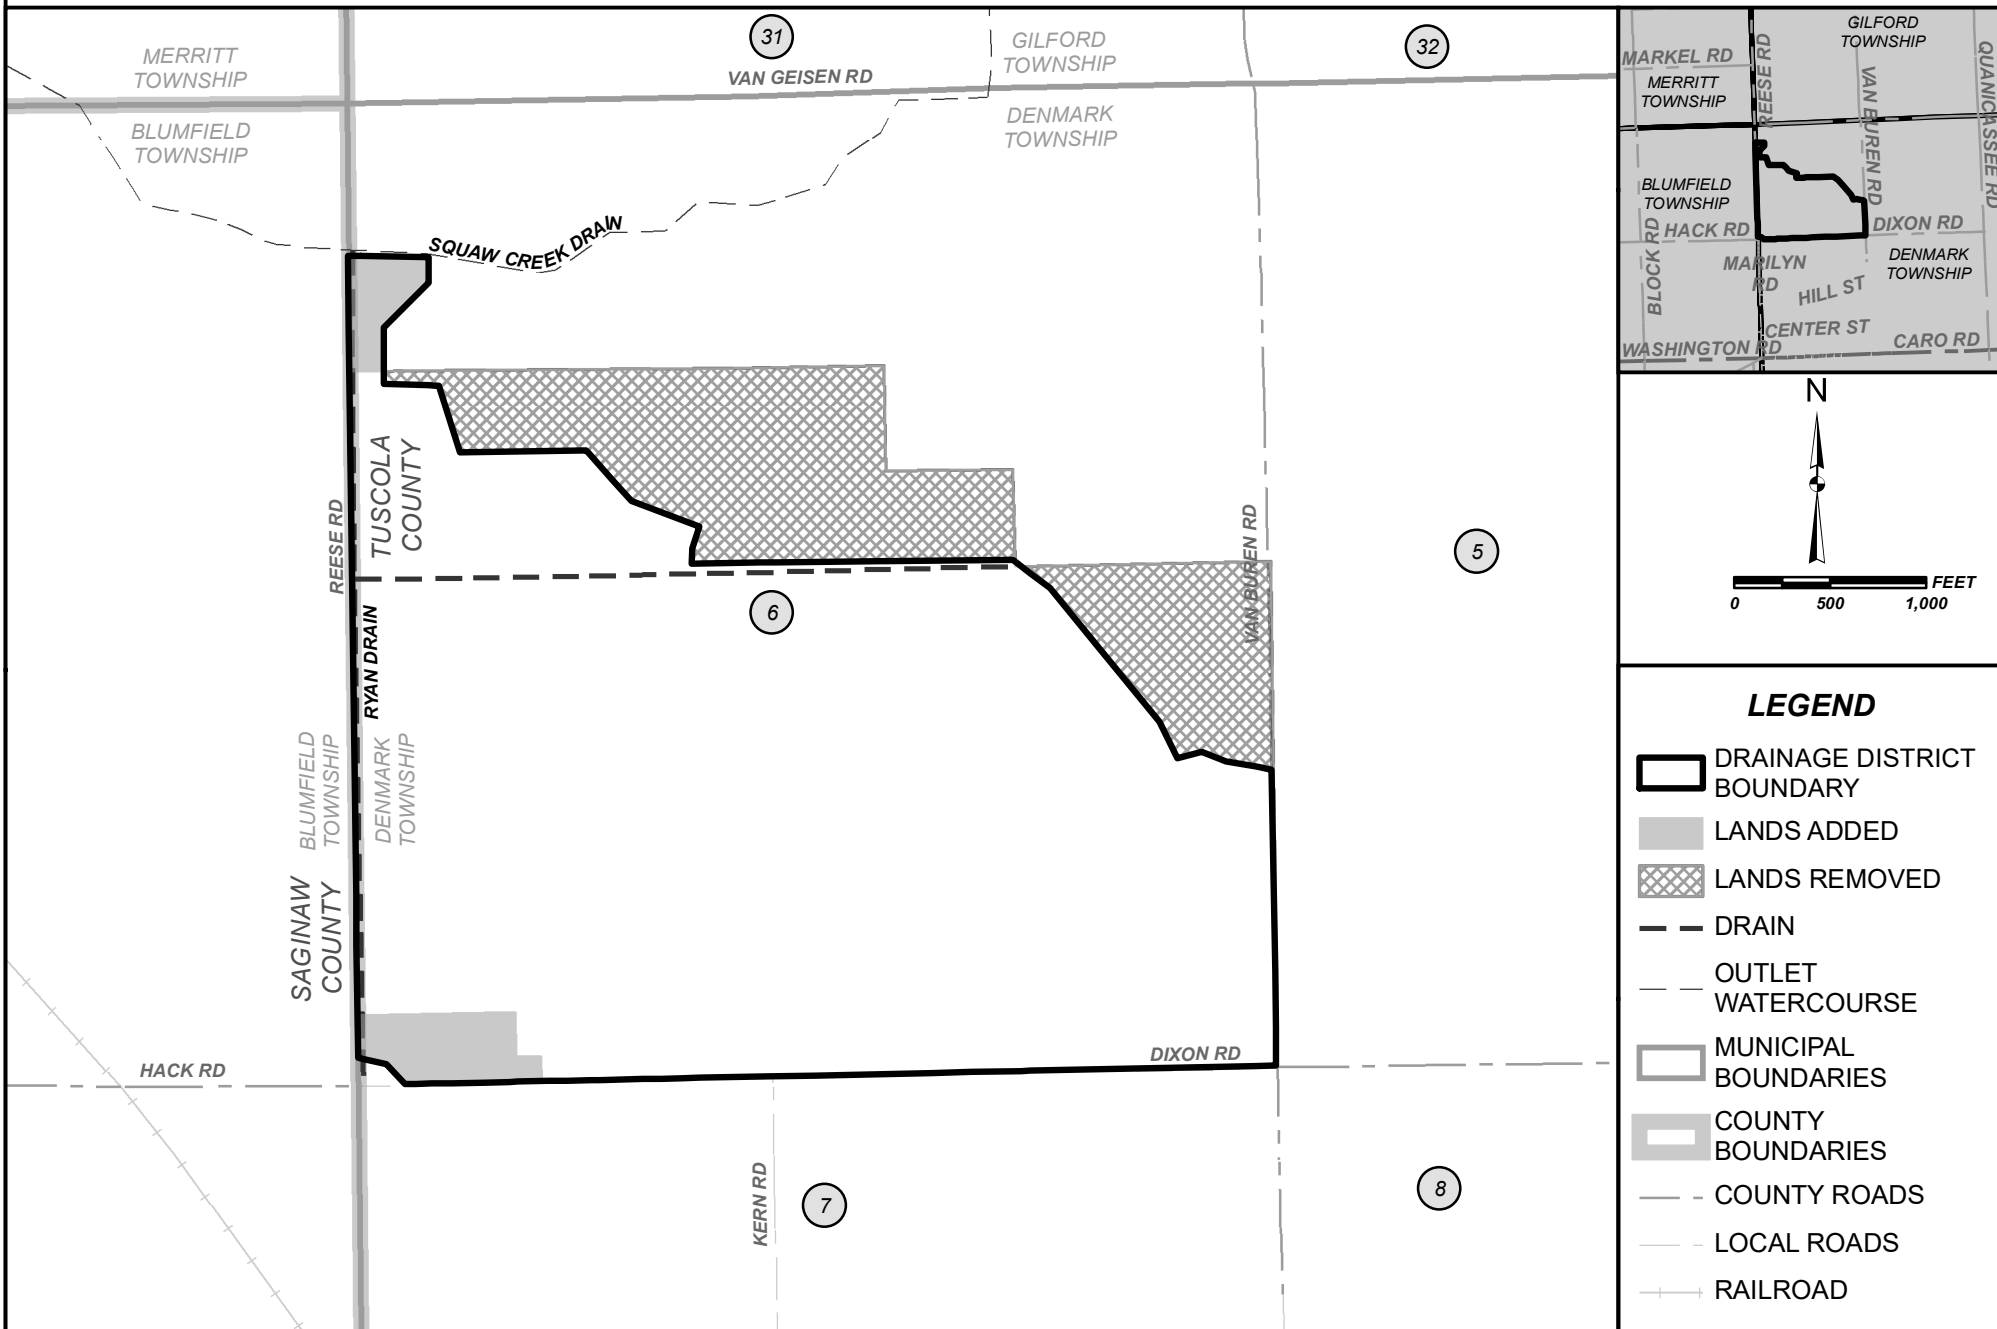 31
32
MERRITT
TOWNSHIP
GILFORD
TOWNSHIP
VAN GEISEN RD
BLUMFIELD
TOWNSHIP
DENMARK
TOWNSHIP
SQUAW CREEK DRAW
TUSCOLA
COUNTY
REESE RD
VAN BUREN RD
5
6
RYAN DRAIN
BLUMFIELD
TOWNSHIP
DENMARK
TOWNSHIP
SAGINAW
COUNTY
HACK RD
DIXON RD
KERN RD
7
8
GILFORD
TOWNSHIP
MARKEL RD
REESE RD
MERRITT
TOWNSHIP
VAN BUREN RD
QUANICASSEE RD
BLUMFIELD
TOWNSHIP
HACK RD
DIXON RD
BLOCK RD
MARILYN
RD
DENMARK
TOWNSHIP
HILL ST
CENTER ST
WASHINGTON RD
CARO RD
N
FEET
0 500 1,000
LEGEND
DRAINAGE DISTRICT
BOUNDARY
LANDS ADDED
LANDS REMOVED
DRAIN
OUTLET
WATERCOURSE
MUNICIPAL
BOUNDARIES
COUNTY
BOUNDARIES
COUNTY ROADS
LOCAL ROADS
RAILROAD